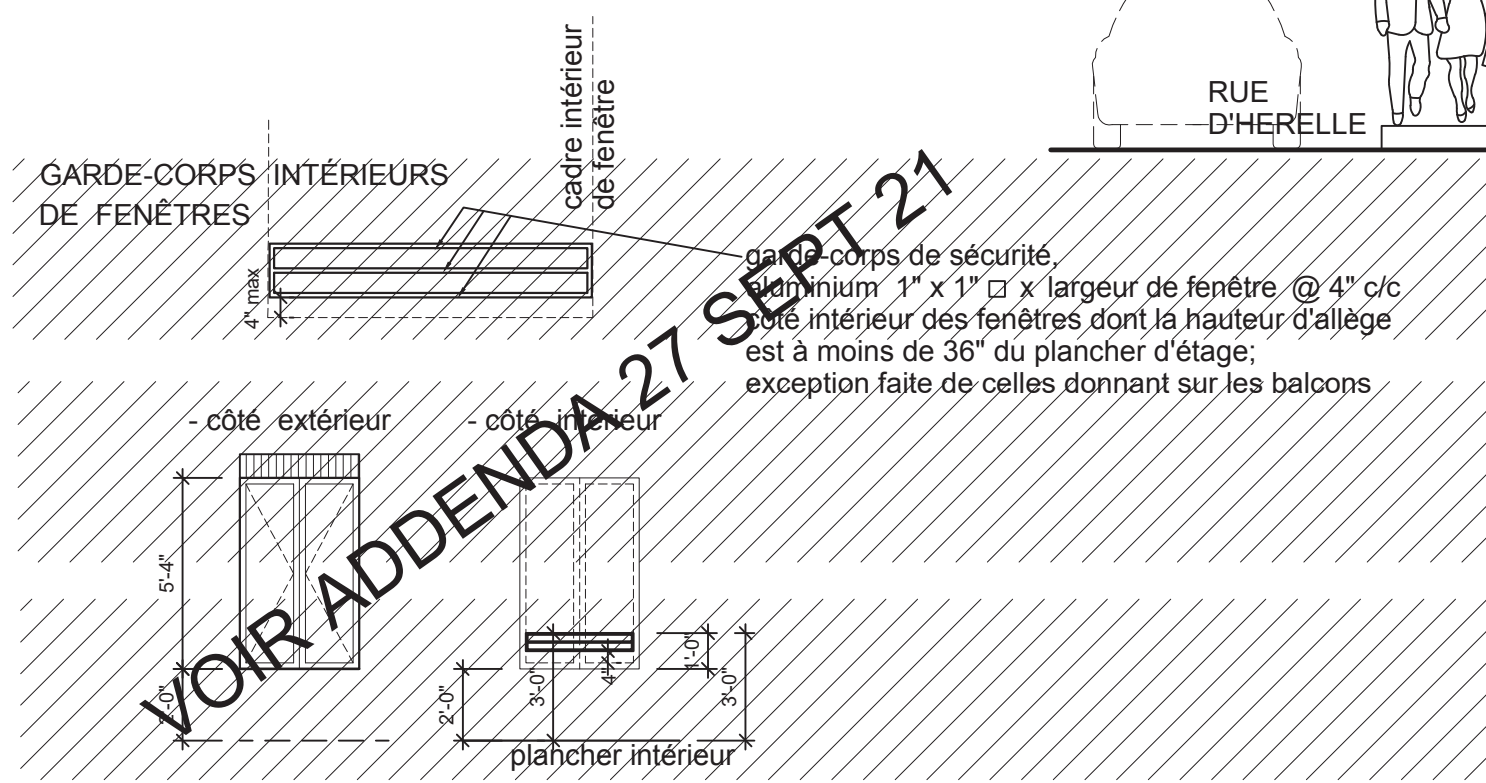 RUE
D'HERELLE
cadre intérieur
de fenêtre
GARDE-CORPS INTÉRIEURS
DE FENÊTRES
4" max
garde-corps de sécurité,
aluminium 1" x 1" □ x largeur de fenêtre @ 4" c/c
côté intérieur des fenêtres dont la hauteur d'allège
est à moins de 36" du plancher d'étage;
exception faite de celles donnant sur les balcons
VOIR ADDENDA 27 SEPT 21
- côté extérieur
- côté intérieur
5'-4"
2'-0"
2'-0"
3'-0"
4"
1'-0"
3'-0"
plancher intérieur